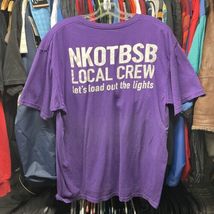 NKOTBSB
LOCAL CREW
let's load out the lights